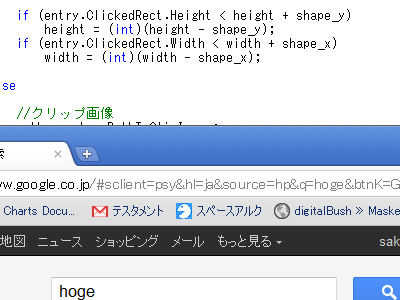 if (entry.ClickedRect.Height < height + shape_y)
height = (int)(height - shape_y);
if (entry.ClickedRect.Width < width + shape_x)
width = (int)(width - shape_x);
se
//クリップ画像
索
w.google.co.jp/#sclient=psy&hl=ja&source=hp&q=hoge&btnK=G
Charts Docu... テスタメント スペースアルク digitalBush » Maske
地図 ニュース ショッピング メール もっと見る sak
hoge